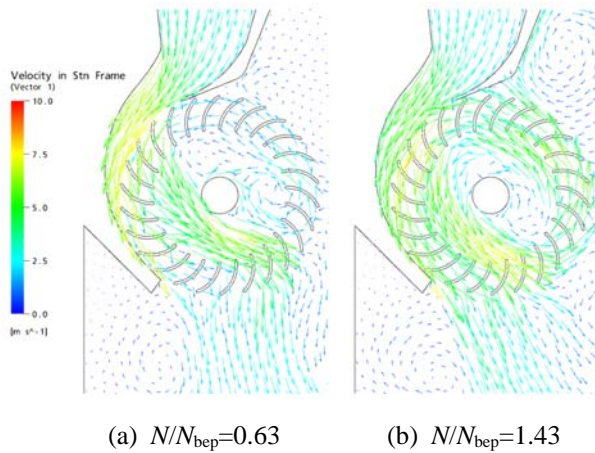 Velocity in Stn Frame
(Vector 1)
10.0
7.5
5.0
2.5
0.0
[m s^-1]
(a) N/Nbep=0.63
(b) N/Nbep=1.43